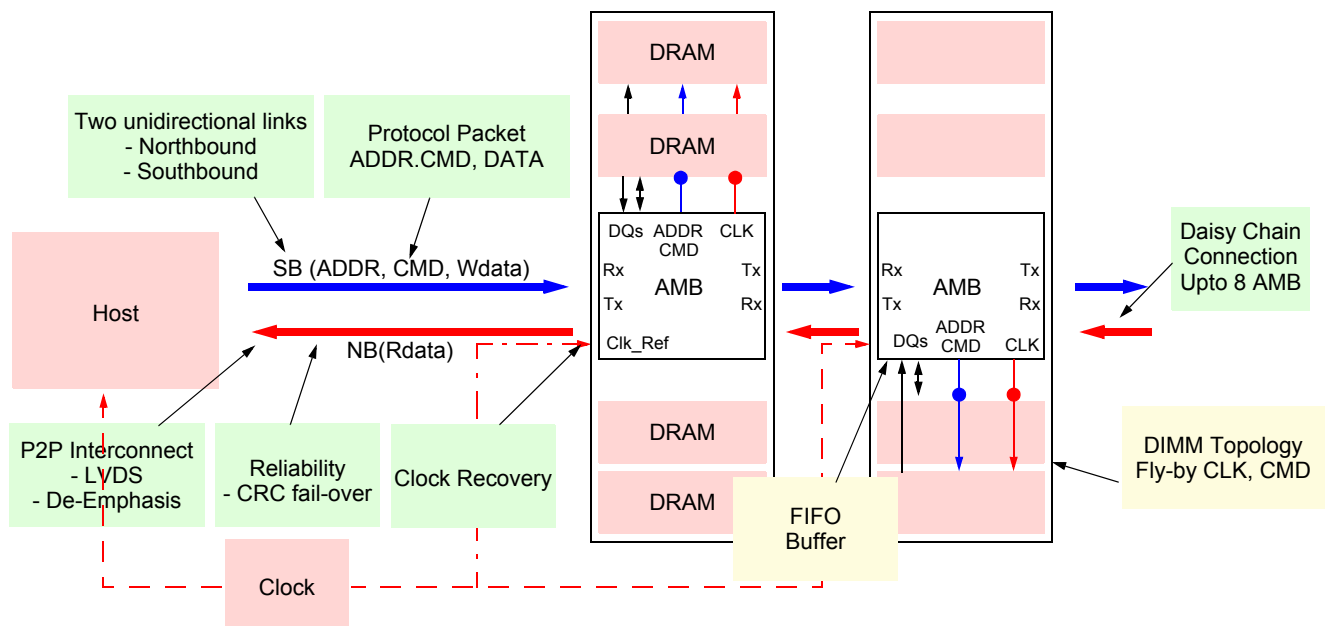 DRAM
DRAM
Two unidirectional links
- Northbound
- Southbound
Protocol Packet
ADDR.CMD, DATA
Host
SB (ADDR, CMD, Wdata)
NB(Rdata)
DQs ADDR CMD CLK
Rx Tx
AMB
Tx Rx
Clk_Ref
Rx Tx
AMB
Tx Rx
DQs ADDR CMD CLK
Daisy Chain
Connection
Upto 8 AMB
P2P Interconnect
- LVDS
- De-Emphasis
Reliability
- CRC fail-over
Clock Recovery
DRAM
DRAM
FIFO
Buffer
DIMM Topology
Fly-by CLK, CMD
Clock